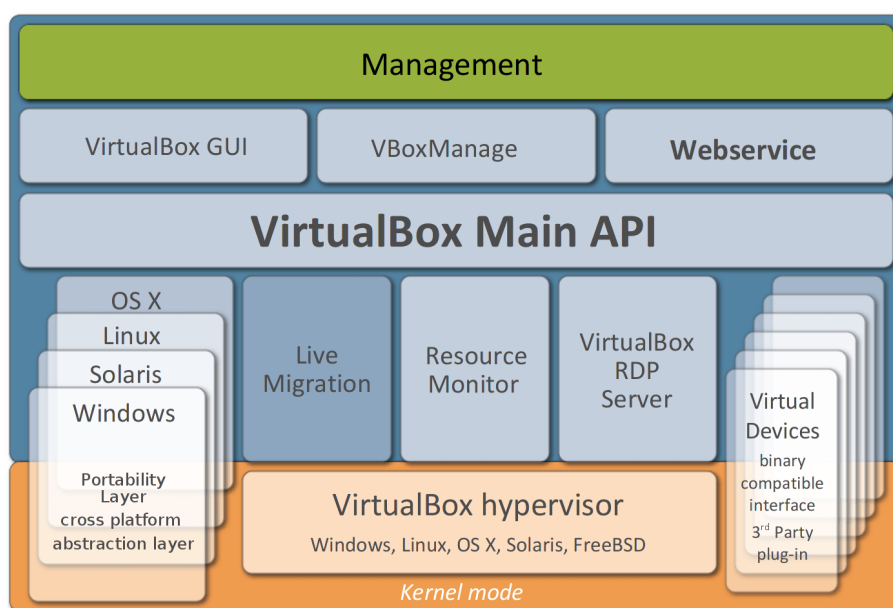 Management
VirtualBox GUI
VBoxManage
Webservice
VirtualBox Main API
OS X
Linux
Solaris
Windows
Portability
Layer
cross platform
abstraction layer
Live
Migration
Resource
Monitor
VirtualBox
RDP
Server
Virtual
Devices
binary
compatible
interface
3rd Party
plug-in
VirtualBox hypervisor
Windows, Linux, OS X, Solaris, FreeBSD
Kernel mode